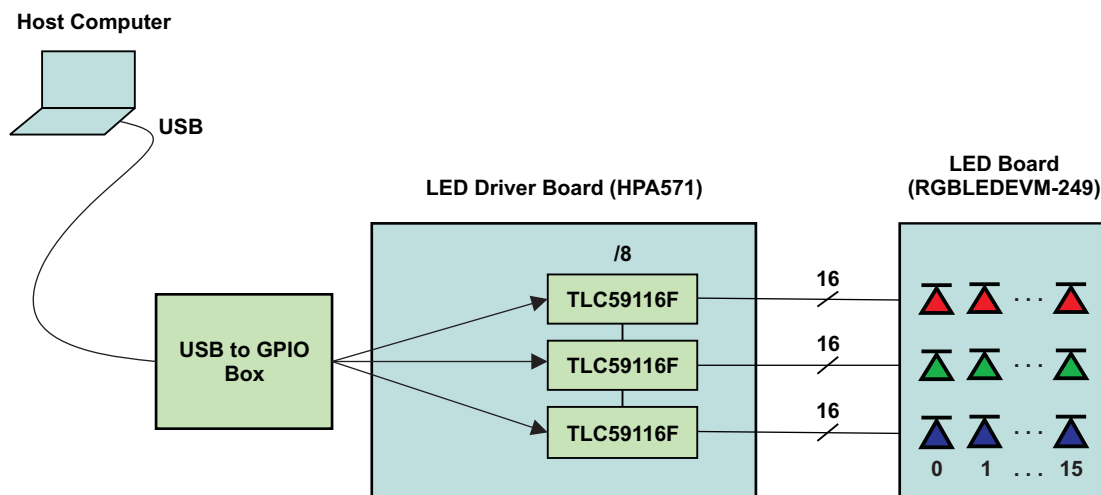 Host Computer
USB
LED Driver Board (HPA571)
LED Board
(RGBLEDEVM-249)
/8
TLC59116F
16
. . .
USB to GPIO
Box
TLC59116F
16
. . .
TLC59116F
16
. . .
0 1 . . . 15